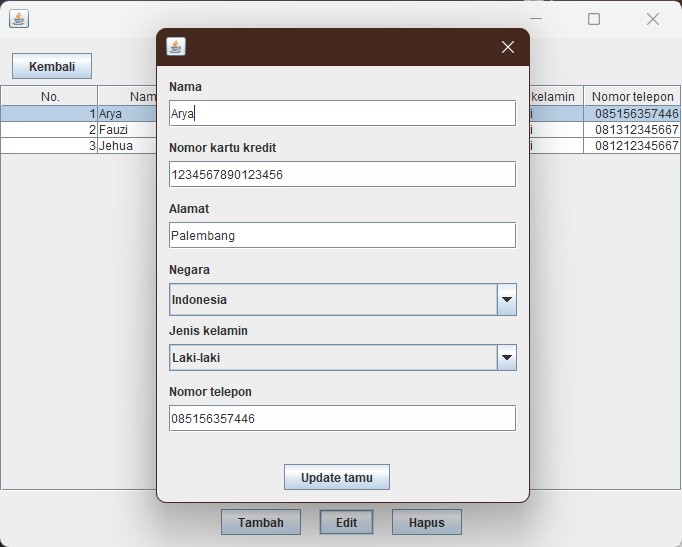 Kembali
No.
Nama
Nomor kartu kredit
Alamat
Negara
Jenis kelamin
Nomor telepon
Arya
1234567890123456
Palembang
Indonesia
Laki-laki
085156357446
Update tamu
kelamin Nomor telepon
1 Arya 085156357446
2 Fauzi 081312345667
3 Jehua 081212345667
Tambah Edit Hapus